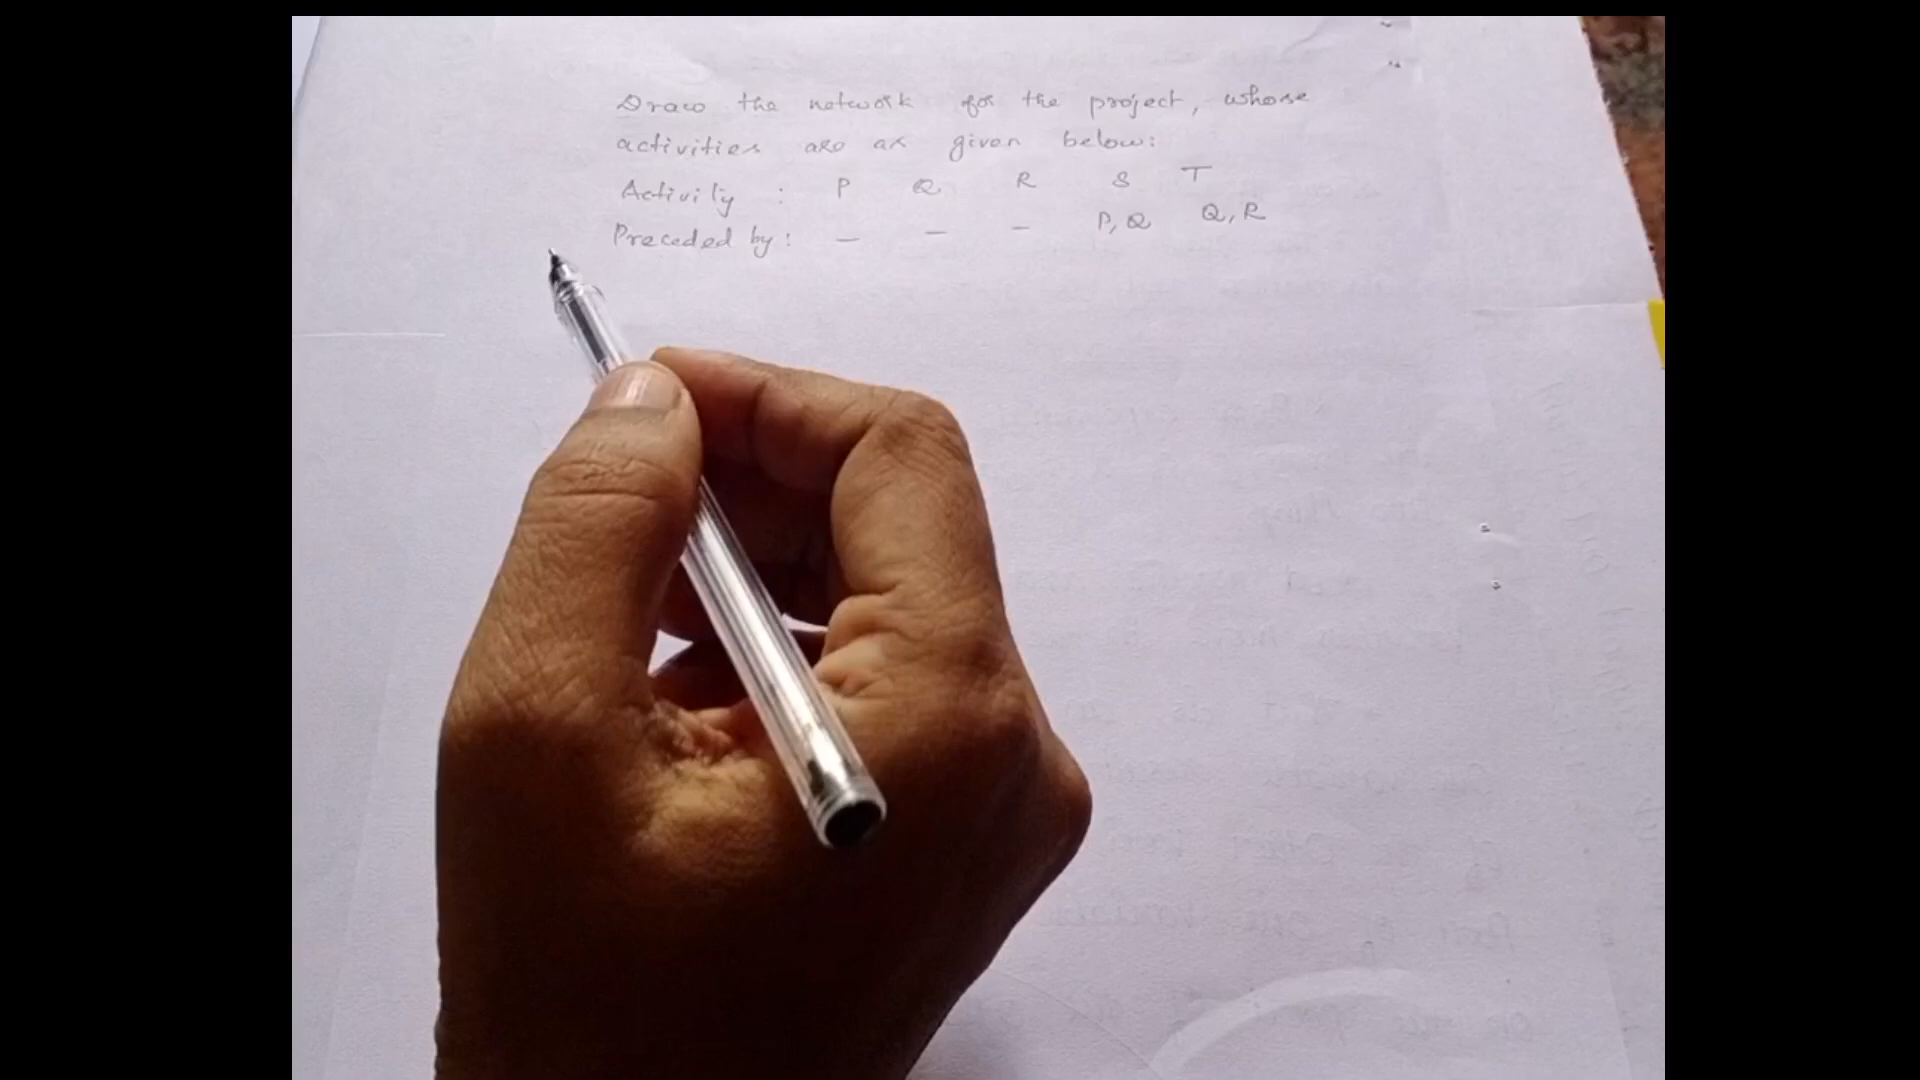 Draw the network for the project, whose
activities are as given below:
Activity : P Q R S T
Preceded by : – – – P, Q Q, R